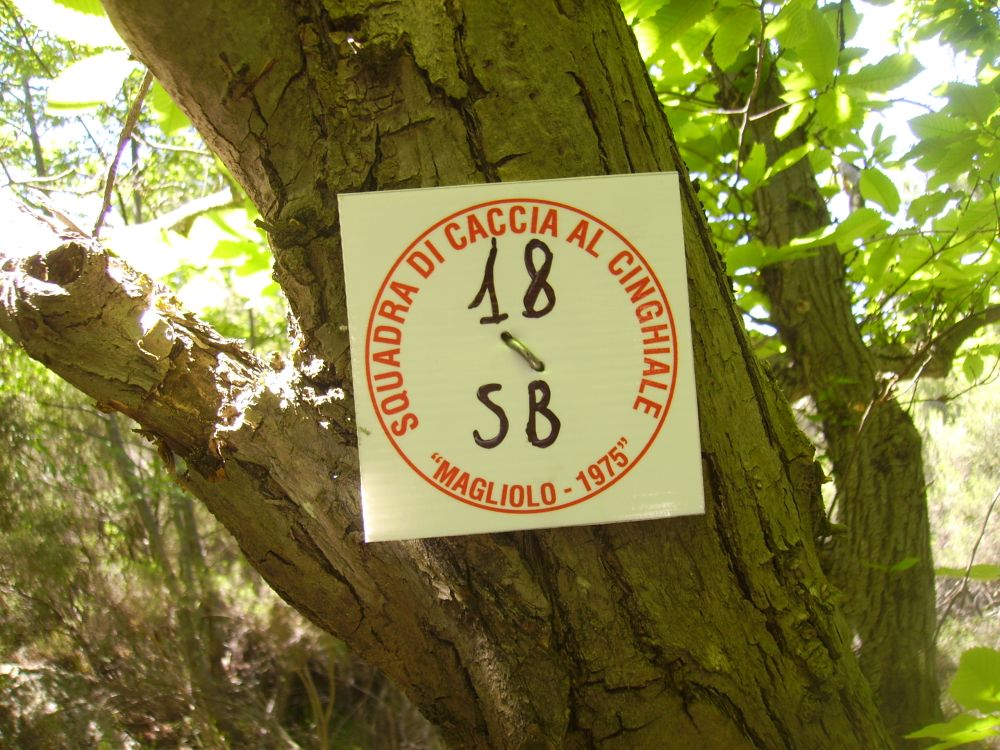 SQUADRA DI CACCIA AL CINGHIALE
18
SB
“MAGLIOLO - 1975”